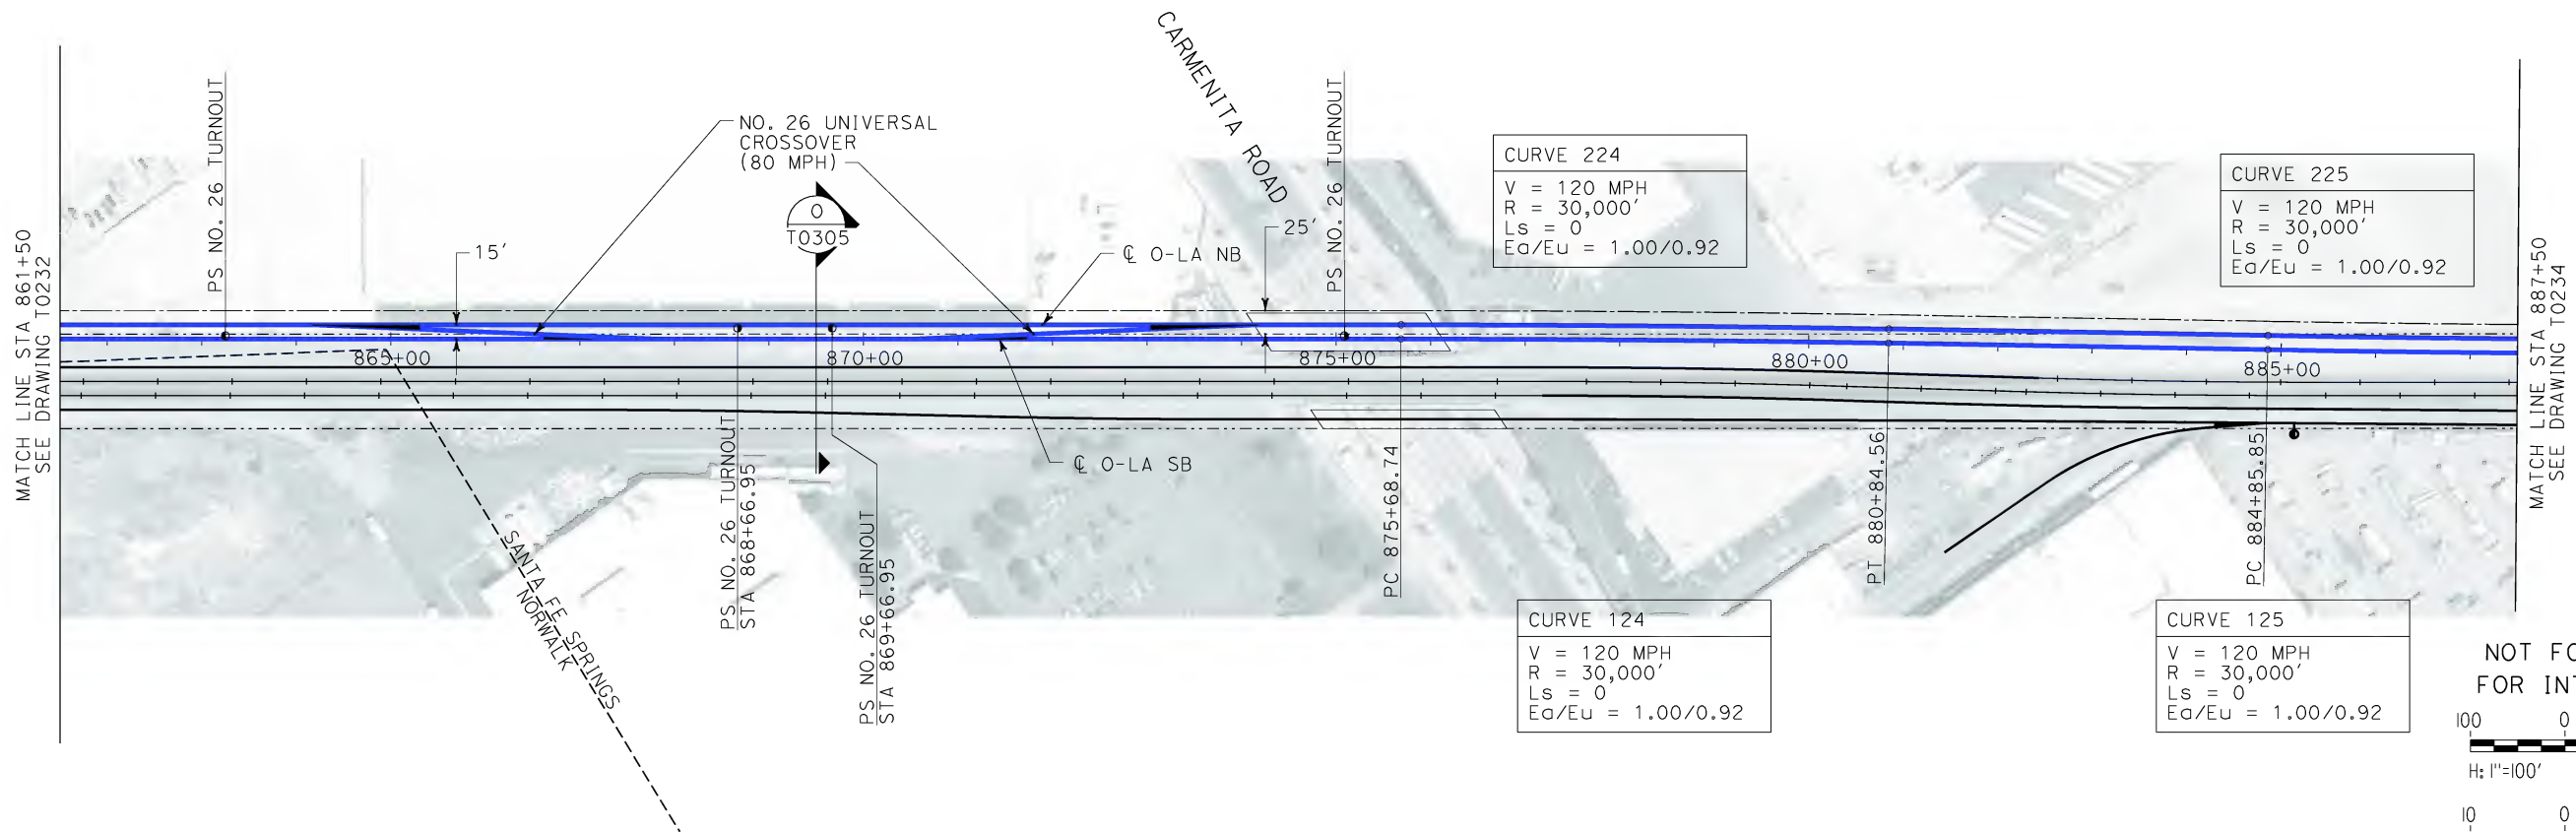 MATCH LINE STA 861+50
SEE DRAWING T0232
PS NO. 26 TURNOUT
15′
NO. 26 UNIVERSAL
CROSSOVER
(80 MPH)
0
T0305
℄ O-LA NB
CARMENITA ROAD
25′
PS NO. 26 TURNOUT
CURVE 224
V = 120 MPH
R = 30,000′
Ls = 0
Ea/Eu = 1.00/0.92
CURVE 225
V = 120 MPH
R = 30,000′
Ls = 0
Ea/Eu = 1.00/0.92
MATCH LINE STA 887+50
SEE DRAWING T0234
865+00
870+00
875+00
880+00
885+00
SANTA FE SPRINGS
NORWALK
PS NO. 26 TURNOUT
STA 868+66.95
PS NO. 26 TURNOUT
STA 869+66.95
℄ O-LA SB
PC 875+68.74
PT 880+84.56
PC 884+85.85
CURVE 124
V = 120 MPH
R = 30,000′
Ls = 0
Ea/Eu = 1.00/0.92
CURVE 125
V = 120 MPH
R = 30,000′
Ls = 0
Ea/Eu = 1.00/0.92
NOT FO
FOR INT
100 0
H: 1"=100′
10 0